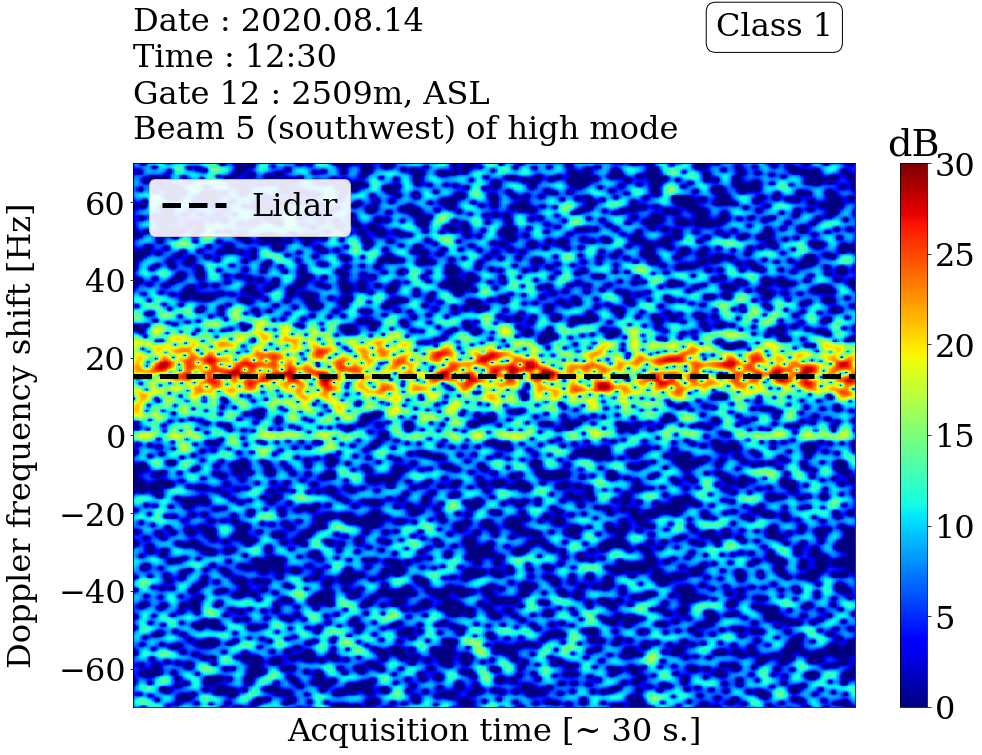 Date : 2020.08.14
Time : 12:30
Gate 12 : 2509m, ASL
Beam 5 (southwest) of high mode
Class 1
dB
Lidar
Doppler frequency shift [Hz]
60
40
20
0
−20
−40
−60
30
25
20
15
10
5
0
Acquisition time [~ 30 s.]